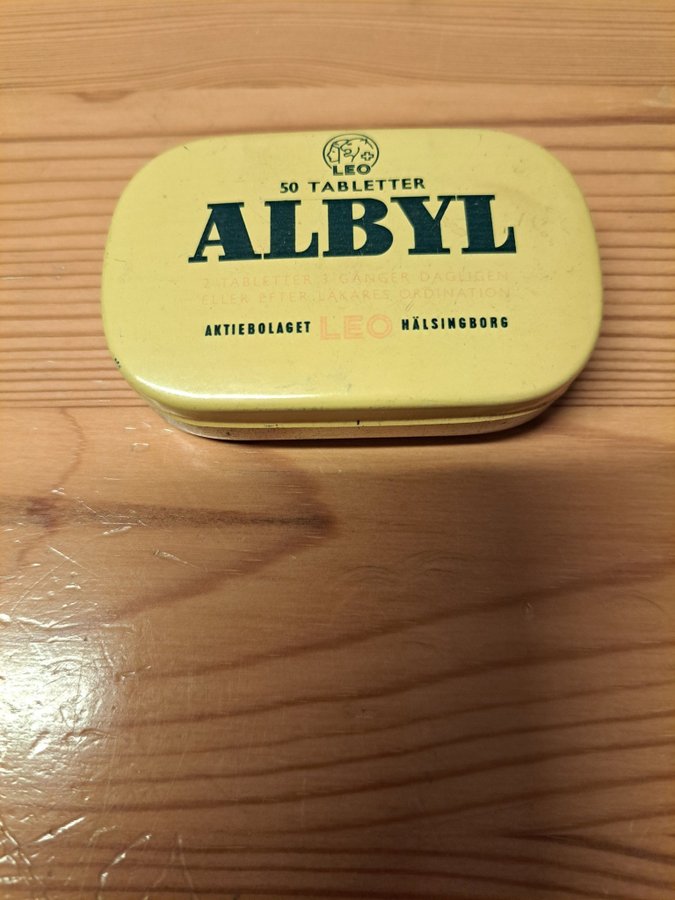 LEO
50 TABLETTER
ALBYL
2 TABLETTER 3 GÅNGER DAGLIGEN
ELLER EFTER LÄKARES ORDINATION
AKTIEBOLAGET LEO HÄLSINGBORG